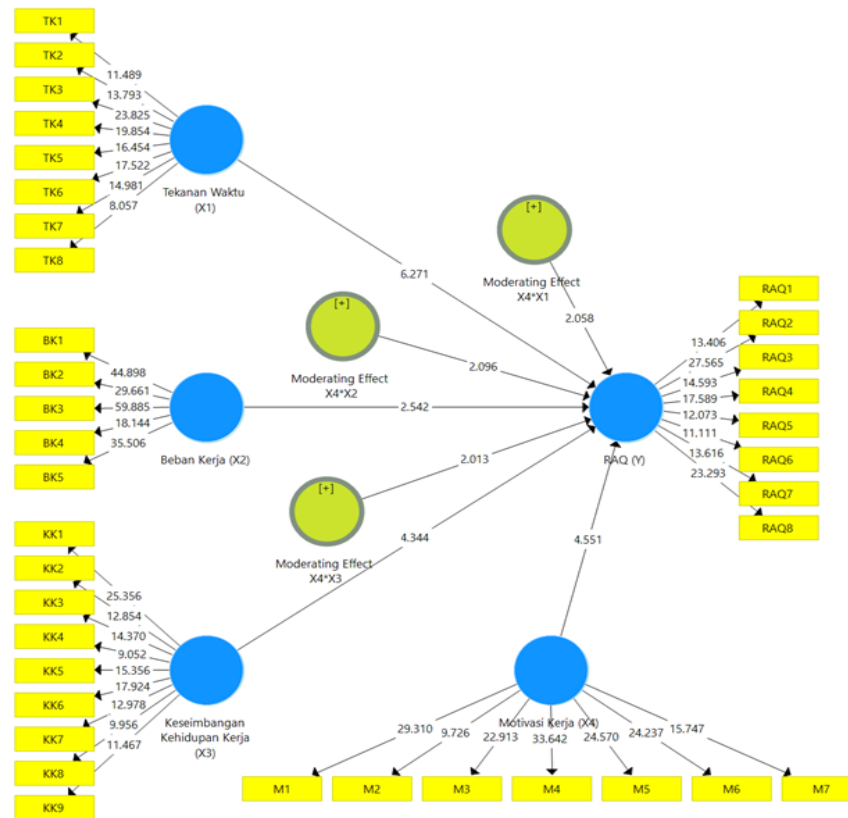 TK1
TK2
TK3
TK4
TK5
TK6
TK7
TK8
11.489
13.793
23.825
19.854
16.454
17.522
14.981
8.057
Tekanan Waktu
(X1)
6.271
[+]
Moderating Effect
X4*X1
2.058
[+]
Moderating Effect
X4*X2
2.096
BK1
BK2
BK3
BK4
BK5
44.898
29.661
59.885
18.144
35.506
Beban Kerja (X2)
2.542
[+]
Moderating Effect
X4*X3
2.013
KK1
KK2
KK3
KK4
KK5
KK6
KK7
KK8
KK9
25.356
12.854
14.370
9.052
15.356
17.924
12.978
9.956
11.467
Keseimbangan
Kehidupan Kerja
(X3)
4.344
RAQ (Y)
13.406
27.565
14.593
17.589
12.073
11.111
13.616
23.293
RAQ1
RAQ2
RAQ3
RAQ4
RAQ5
RAQ6
RAQ7
RAQ8
4.551
Motivasi Kerja (X4)
29.310
9.726
22.913
33.642
24.570
24.237
15.747
M1
M2
M3
M4
M5
M6
M7